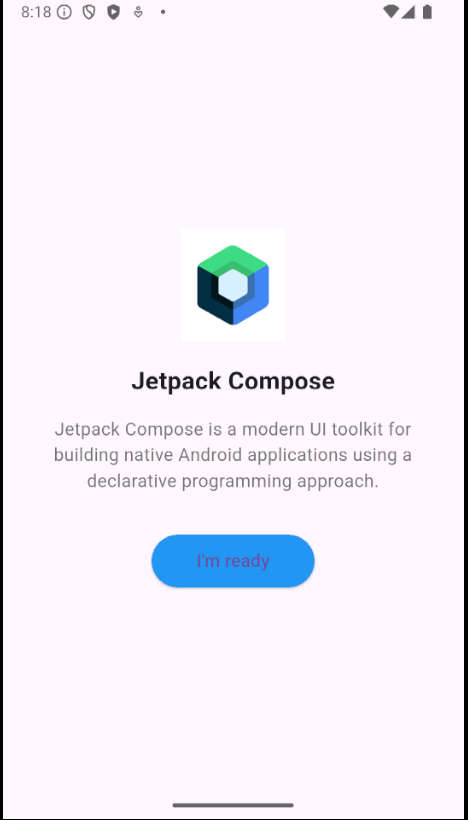 8:18
Jetpack Compose
Jetpack Compose is a modern UI toolkit for
building native Android applications using a
declarative programming approach.
I'm ready